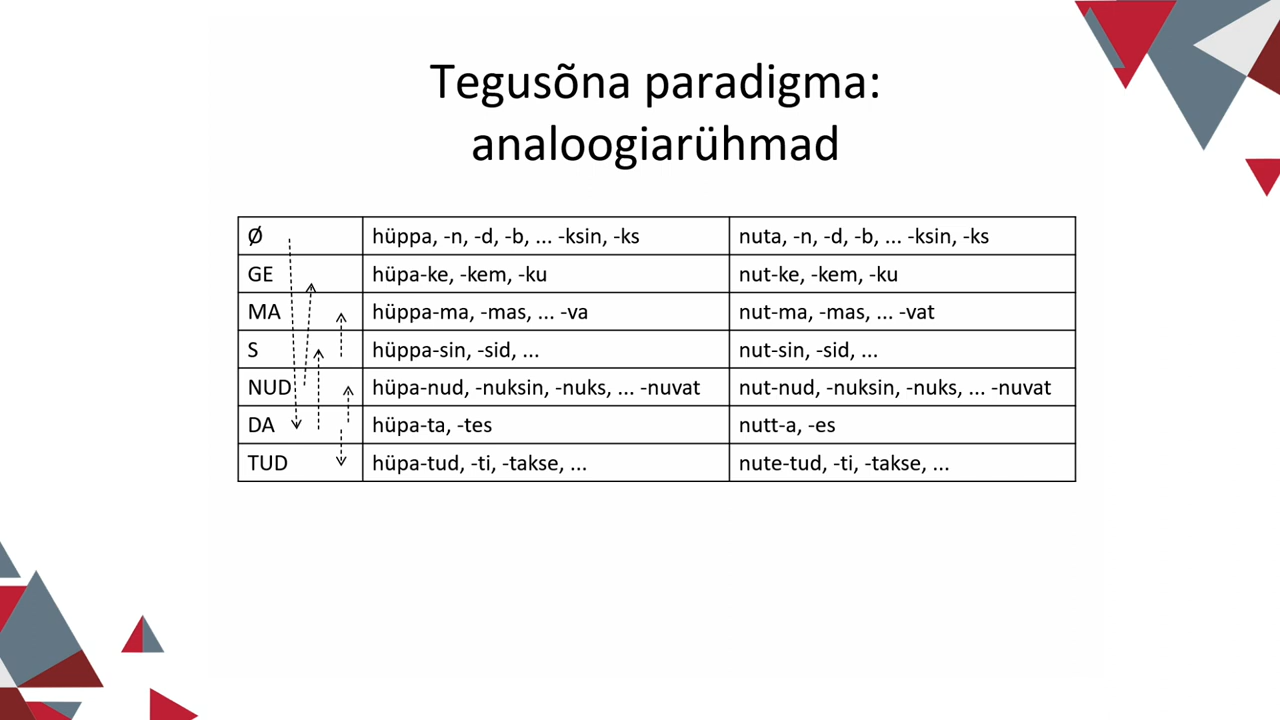 Tegusõna paradigma:
analoogiarühmad
Ø hüppa, -n, -d, -b, ... -ksin, -ks nuta, -n, -d, -b, ... -ksin, -ks
GE hüpa-ke, -kem, -ku nut-ke, -kem, -ku
MA hüppa-ma, -mas, ... -va nut-ma, -mas, ... -vat
S hüppa-sin, -sid, ... nut-sin, -sid, ...
NUD hüpa-nud, -nuksin, -nuks, ... -nuvat nut-nud, -nuksin, -nuks, ... -nuvat
DA hüpa-ta, -tes nutt-a, -es
TUD hüpa-tud, -ti, -takse, ... nute-tud, -ti, -takse, ...